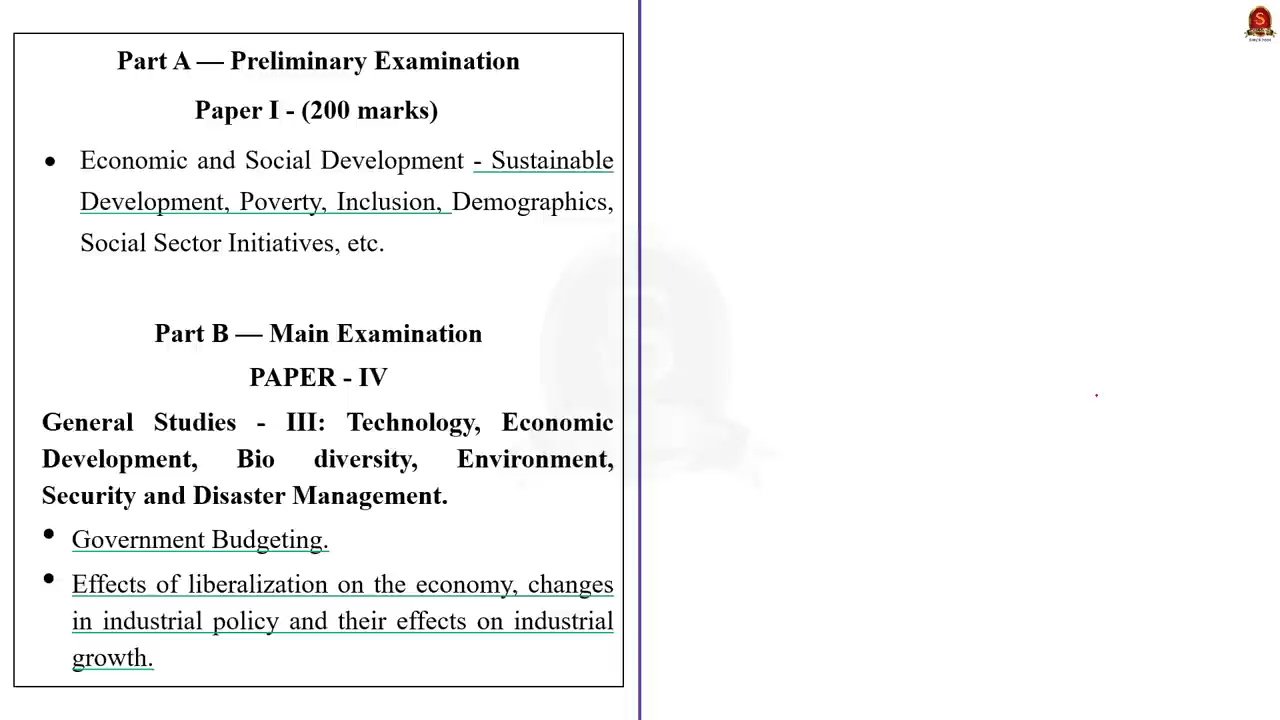 Part A — Preliminary Examination
Paper I - (200 marks)
• Economic and Social Development - Sustainable
Development, Poverty, Inclusion, Demographics,
Social Sector Initiatives, etc.
Part B — Main Examination
PAPER - IV
General Studies - III: Technology, Economic
Development, Bio diversity, Environment,
Security and Disaster Management.
• Government Budgeting.
• Effects of liberalization on the economy, changes
in industrial policy and their effects on industrial
growth.
S